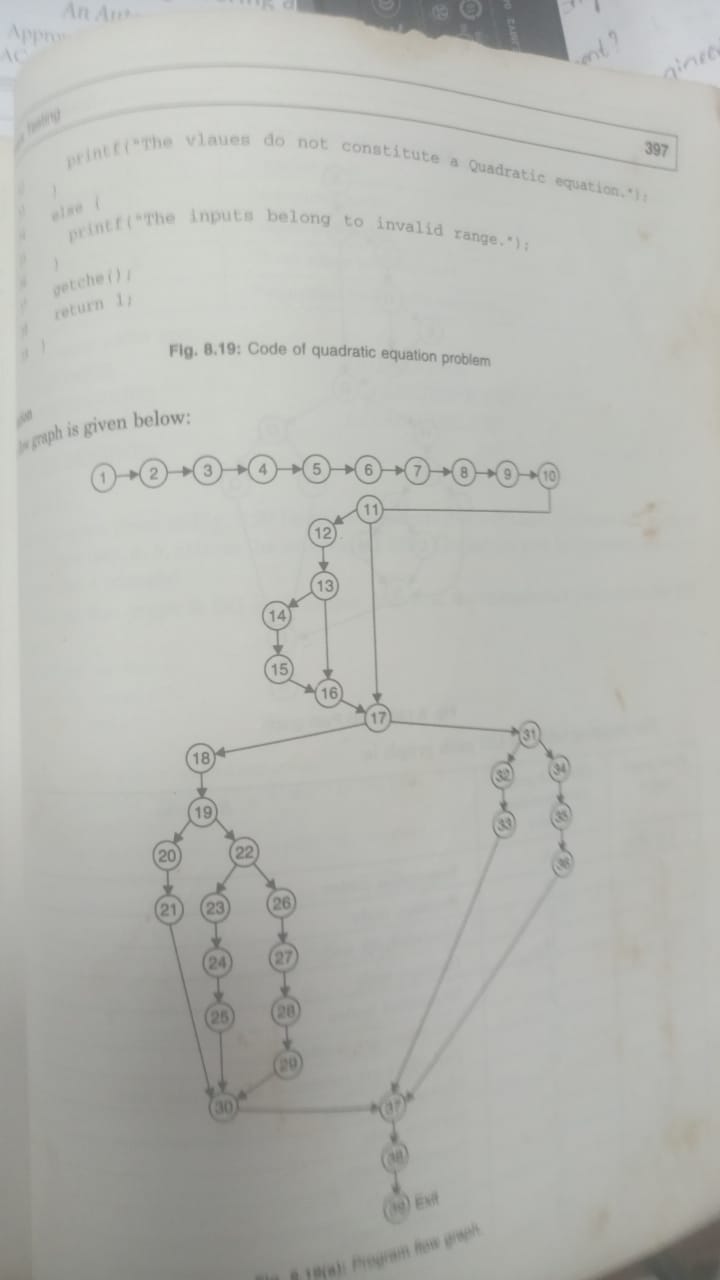 An
Appro
ent?
ginee
Testing
397
printf("The vlaues do not constitute a Quadratic equation.");
}
else {
printf("The inputs belong to invalid range.");
}
getche();
return 1;
}
Fig. 8.19: Code of quadratic equation problem
graph is given below:
1 2 3 4 5 6 7 8 9 10
11
12
13
14
15
16
17
18 31
32 34
19
33 35
20 22
36
21 23 26
24 27
25 28
29
30 37
38
39 Exit
Fig. 8.19(a): Program flow graph